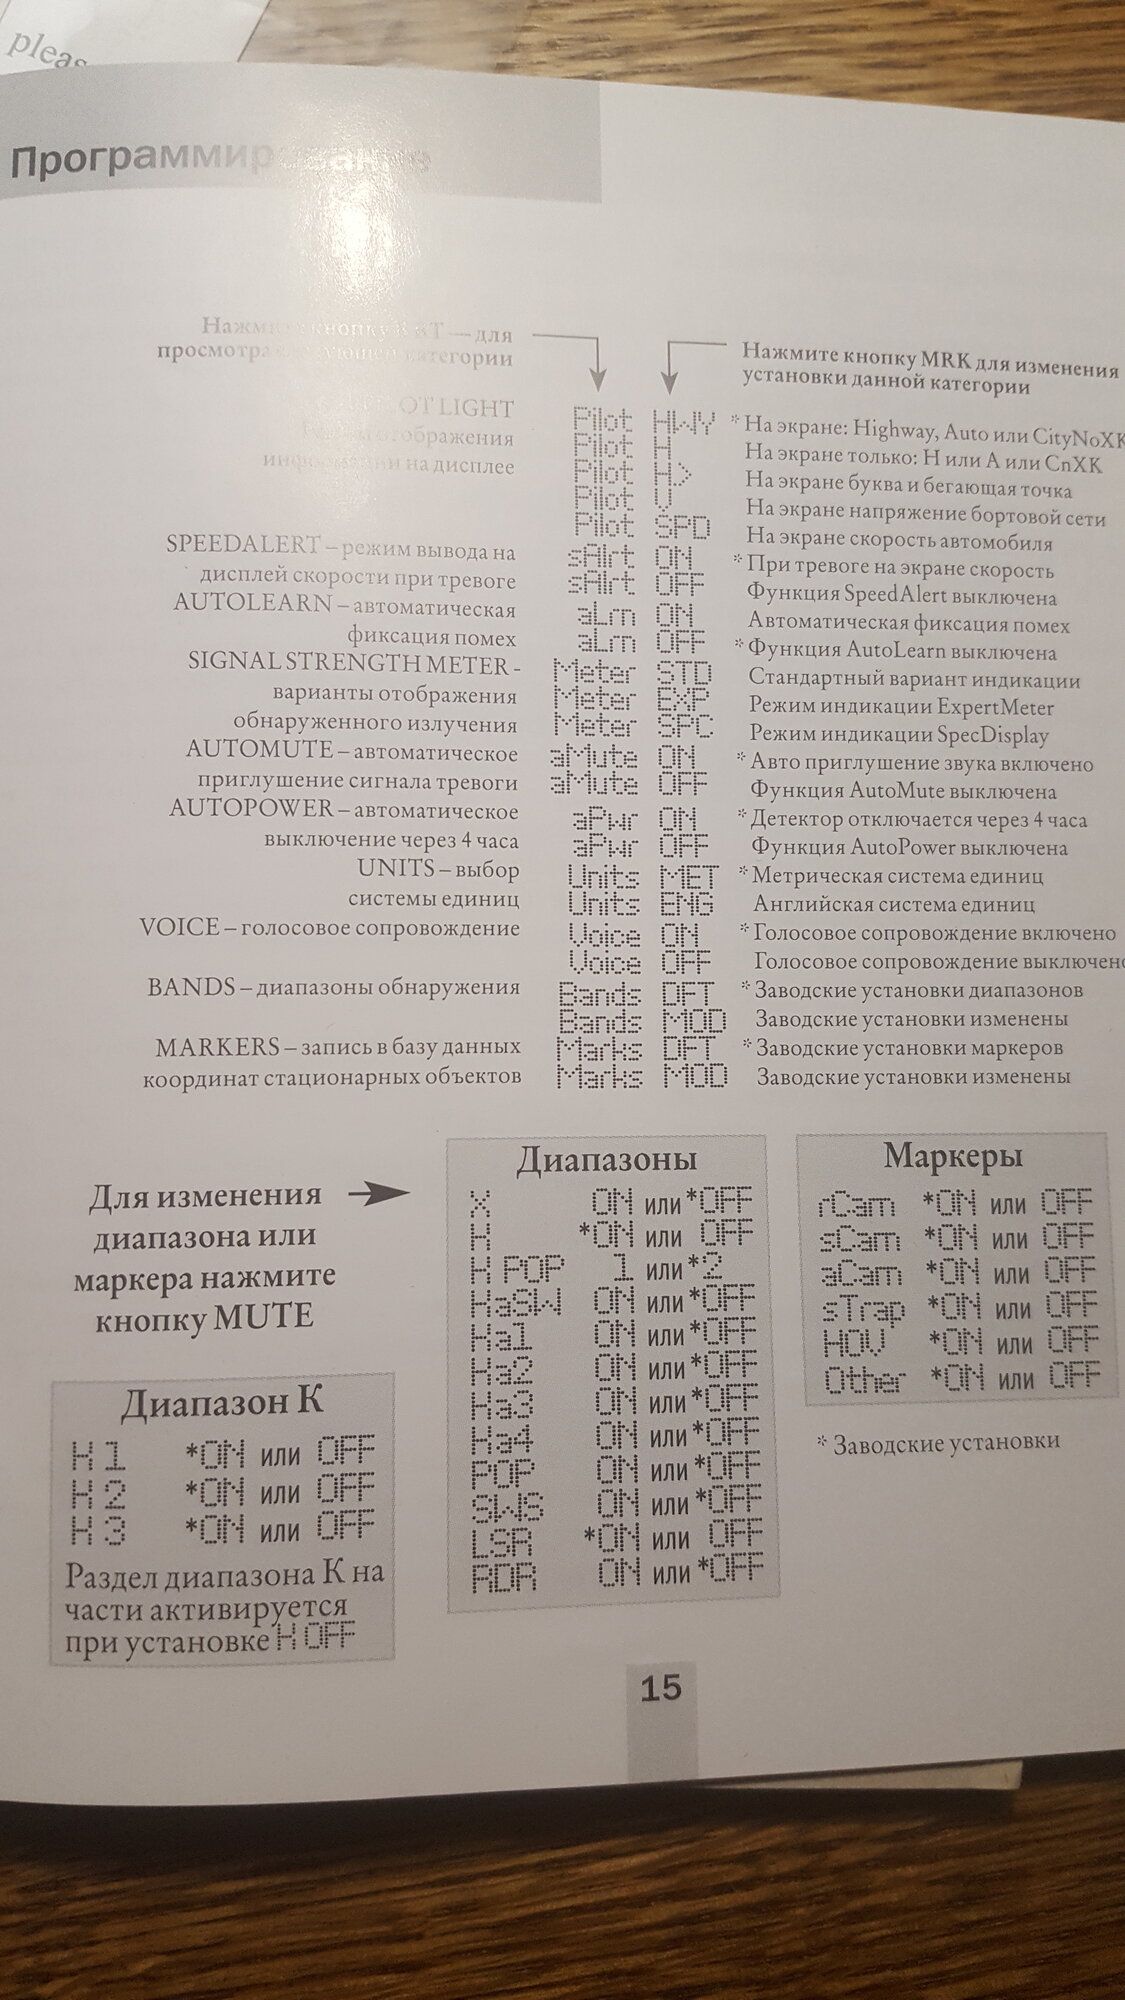 pleas
Программирование
Нажмите кнопку — для
просмотра следующей категории
Нажмите кнопку MRK для изменения
установки данной категории
LIGHT
отображения
информации на дисплее
Pilot HWY * На экране: Highway, Auto или CityNoXK
Pilot H На экране только: H или A или CnXK
Pilot H> На экране буква и бегающая точка
Pilot V На экране напряжение бортовой сети
Pilot SPD На экране скорость автомобиля
SPEEDALERT – режим вывода на
дисплей скорости при тревоге
sAlrt ON * При тревоге на экране скорость
sAlrt OFF Функция SpeedAlert выключена
AUTOLEARN – автоматическая
фиксация помех
aLrn ON Автоматическая фиксация помех
aLrn OFF * Функция AutoLearn выключена
SIGNAL STRENGTH METER -
варианты отображения
обнаруженного излучения
Meter STD Стандартный вариант индикации
Meter EXP Режим индикации ExpertMeter
Meter SPC Режим индикации SpecDisplay
AUTOMUTE – автоматическое
приглушение сигнала тревоги
aMute ON * Авто приглушение звука включено
aMute OFF Функция AutoMute выключена
AUTOPOWER – автоматическое
выключение через 4 часа
aPwr ON * Детектор отключается через 4 часа
aPwr OFF Функция AutoPower выключена
UNITS – выбор
системы единиц
Units MET * Метрическая система единиц
Units ENG Английская система единиц
VOICE – голосовое сопровождение
Voice ON * Голосовое сопровождение включено
Voice OFF Голосовое сопровождение выключено
BANDS – диапазоны обнаружения
Bands DFT * Заводские установки диапазонов
Bands MOD Заводские установки изменены
MARKERS – запись в базу данных
координат стационарных объектов
Marks DFT * Заводские установки маркеров
Marks MOD Заводские установки изменены
Для изменения
диапазона или
маркера нажмите
кнопку MUTE
Диапазоны
X ON или *OFF
K *ON или OFF
K POP 1 или *2
KaSW ON или *OFF
Ka1 ON или *OFF
Ka2 ON или *OFF
Ka3 ON или *OFF
Ka4 ON или *OFF
POP ON или *OFF
SWS ON или *OFF
LSR *ON или OFF
RDR ON или *OFF
Маркеры
rCam *ON или OFF
sCam *ON или OFF
aCam *ON или OFF
sTrap *ON или OFF
HOV *ON или OFF
Other *ON или OFF
* Заводские установки
Диапазон K
K 1 *ON или OFF
K 2 *ON или OFF
K 3 *ON или OFF
Раздел диапазона K на
части активируется
при установке K OFF
15